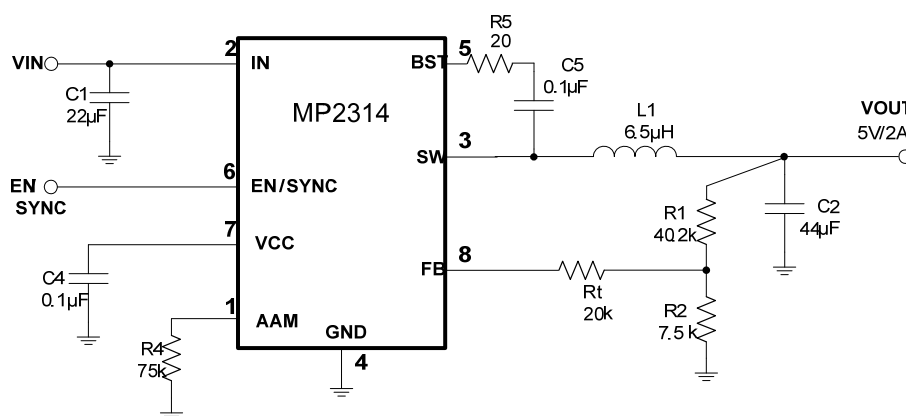 R5
20
2
5
VIN
IN
BST
C5
0.1µF
C1
22µF
MP2314
L1
6.5µH
VOUT
5V/2A
3
SW
6
EN
SYNC
EN/SYNC
R1
40.2k
C2
44µF
7
VCC
8
FB
C4
0.1µF
Rt
20k
R2
7.5k
1
AAM
GND
4
R4
75k